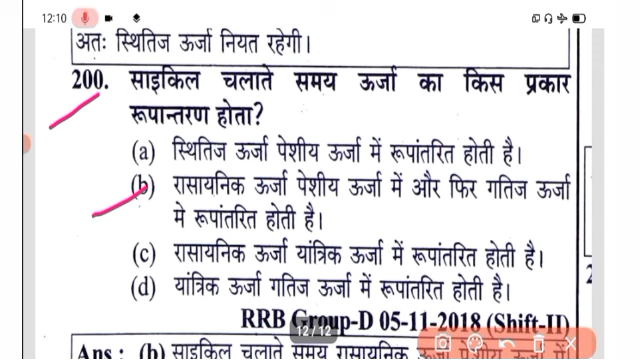 12:10
अतः स्थितिज ऊर्जा नियत रहेगी।
200. साइकिल चलाते समय ऊर्जा का किस प्रकार
रूपान्तरण होता?
(a) स्थितिज ऊर्जा पेशीय ऊर्जा में रूपांतरित होती है।
(b) रासायनिक ऊर्जा पेशीय ऊर्जा में और फिर गतिज ऊर्जा
मे रूपांतरित होती है।
(c) रासायनिक ऊर्जा यांत्रिक ऊर्जा में रूपांतरित होती है।
(d) यांत्रिक ऊर्जा गतिज ऊर्जा में रूपांतरित होती है।
RRB Group-D 05-11-2018 (Shift-II)
12/12
Ans : (b) साइकिल चलाते समय रासायनिक ऊर्जा पेशीय ऊर्जा में